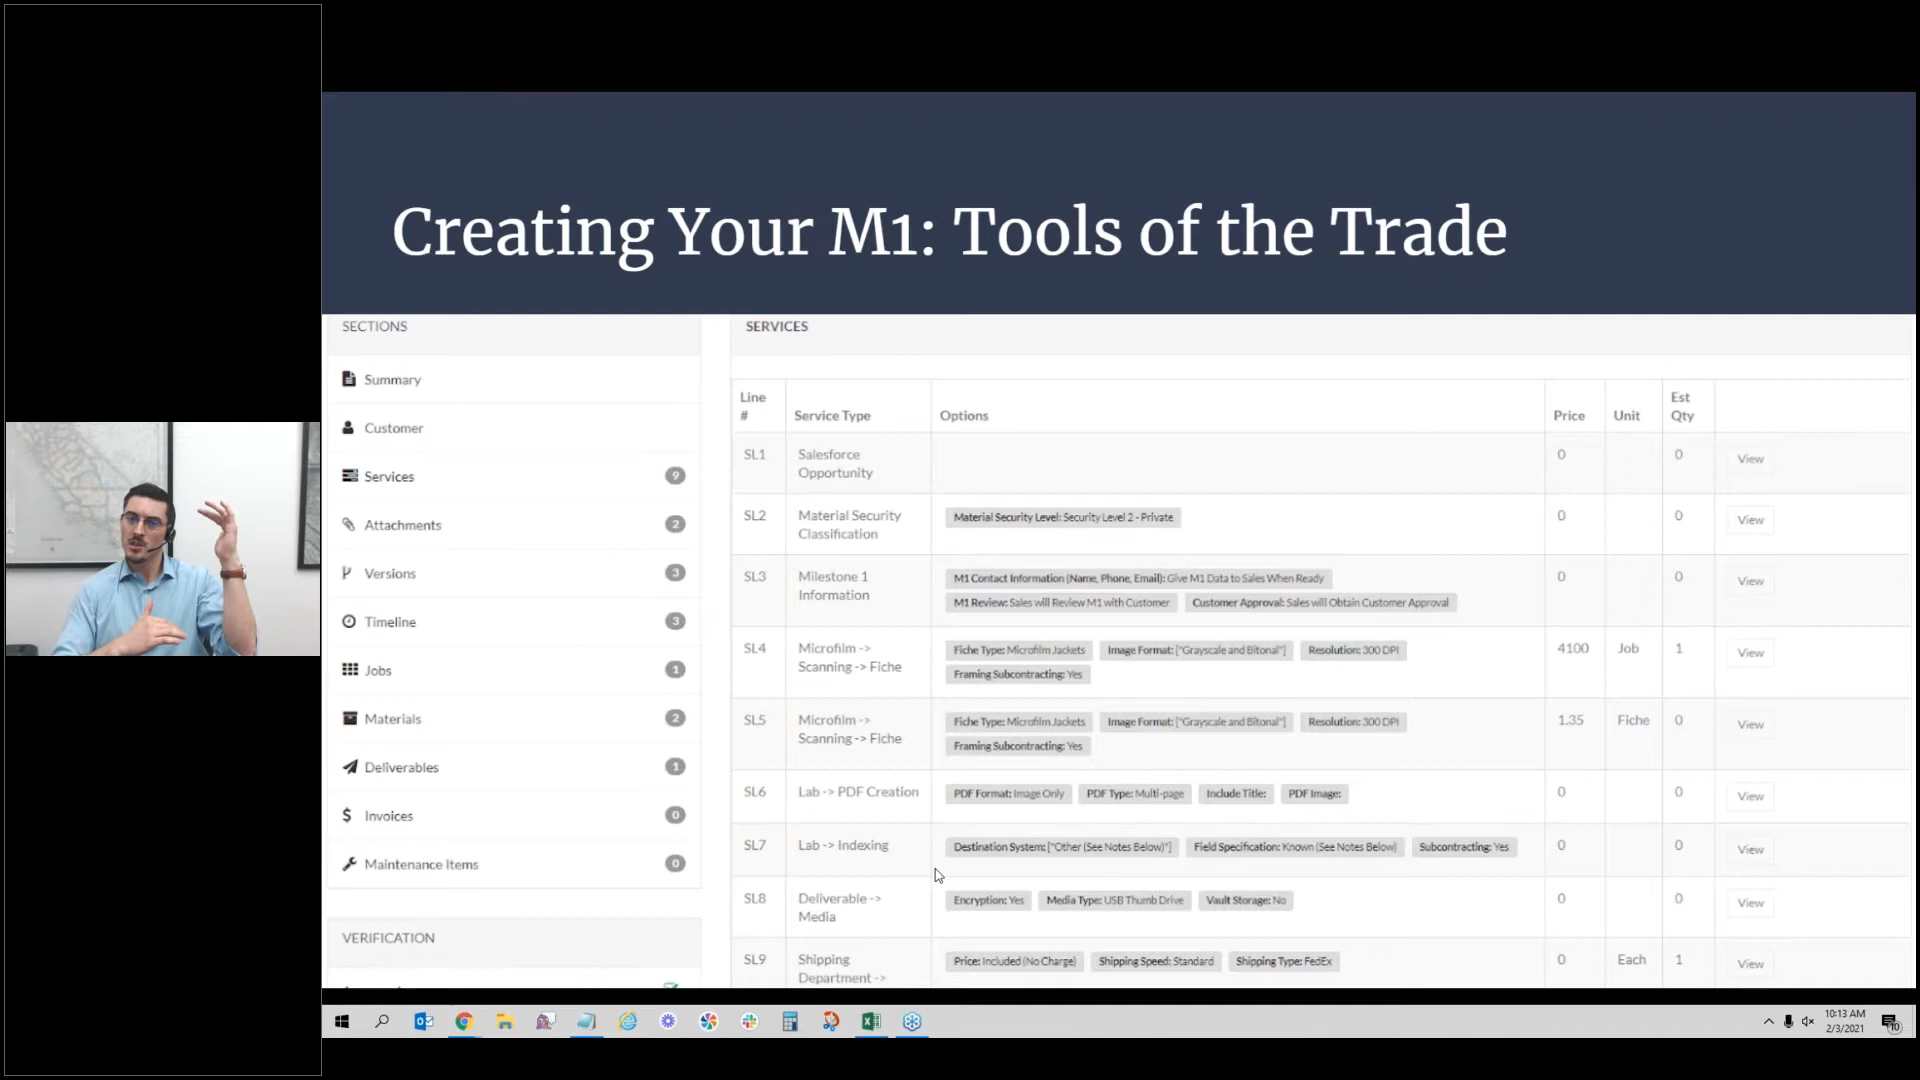 Creating Your M1: Tools of the Trade
SECTIONS
Summary
Customer
Services 9
Attachments 2
Versions 3
Timeline 3
Jobs 1
Materials 2
Deliverables 1
$ Invoices 0
Maintenance Items 0
VERIFICATION
SERVICES
Line # Service Type Options Price Unit Est Qty
SL1 Salesforce Opportunity 0 0 View
SL2 Material Security Classification Material Security Level: Security Level 2 - Private 0 0 View
SL3 Milestone 1 Information M1 Contact Information (Name, Phone, Email): Give M1 Data to Sales When Ready 0 0 View
M1 Review: Sales will Review M1 with Customer Customer Approval: Sales will Obtain Customer Approval
SL4 Microfilm -> Scanning -> Fiche Fiche Type: Microfilm Jackets Image Format: ["Grayscale and Bitonal"] Resolution: 300 DPI 4100 Job 1 View
Framing Subcontracting: Yes
SL5 Microfilm -> Scanning -> Fiche Fiche Type: Microfilm Jackets Image Format: ["Grayscale and Bitonal"] Resolution: 300 DPI 1.35 Fiche 0 View
Framing Subcontracting: Yes
SL6 Lab -> PDF Creation PDF Format: Image Only PDF Type: Multi-page Include Title: PDF Image: 0 0 View
SL7 Lab -> Indexing Destination System: ["Other (See Notes Below)"] Field Specification: Known (See Notes Below) Subcontracting: Yes 0 0 View
SL8 Deliverable -> Media Encryption: Yes Media Type: USB Thumb Drive Vault Storage: No 0 0 View
SL9 Shipping Department -> Price: Included (No Charge) Shipping Speed: Standard Shipping Type: FedEx 0 Each 1 View
10:13 AM
2/3/2021
10